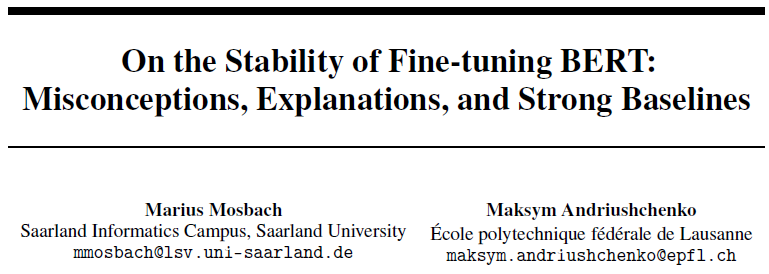 On the Stability of Fine-tuning BERT:
Misconceptions, Explanations, and Strong Baselines
Marius Mosbach
Saarland Informatics Campus, Saarland University
mmosbach@lsv.uni-saarland.de
Maksym Andriushchenko
École polytechnique fédérale de Lausanne
maksym.andriushchenko@epfl.ch